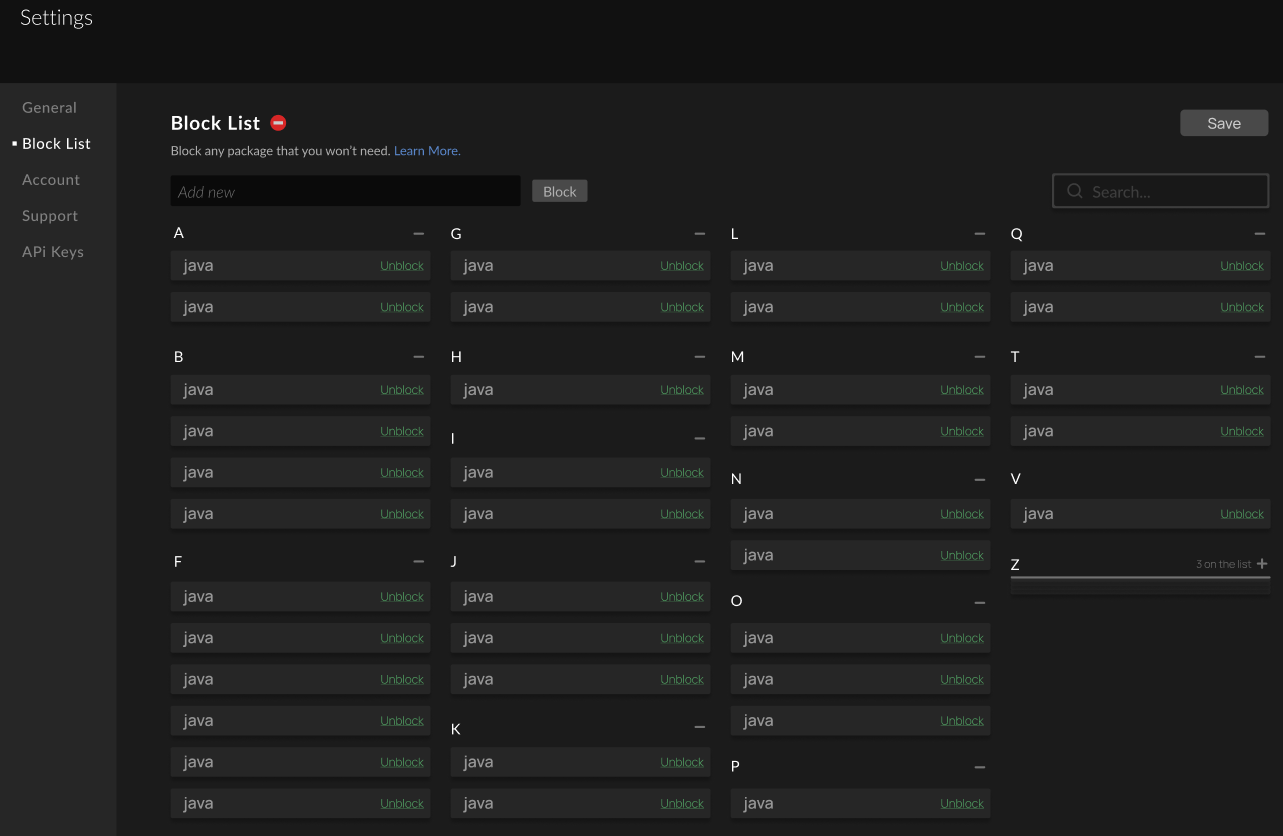 Settings
General
Block List
Account
Support
APi Keys
Block List
Save
Block any package that you won't need. Learn More.
Add new
Block
Search...
A
java Unblock
java Unblock
B
java Unblock
java Unblock
java Unblock
java Unblock
F
java Unblock
java Unblock
java Unblock
java Unblock
java Unblock
java Unblock
G
java Unblock
java Unblock
H
java Unblock
I
java Unblock
java Unblock
J
java Unblock
java Unblock
java Unblock
K
java Unblock
java Unblock
L
java Unblock
java Unblock
M
java Unblock
java Unblock
N
java Unblock
java Unblock
O
java Unblock
java Unblock
java Unblock
P
java Unblock
Q
java Unblock
java Unblock
T
java Unblock
java Unblock
V
java Unblock
Z 3 on the list